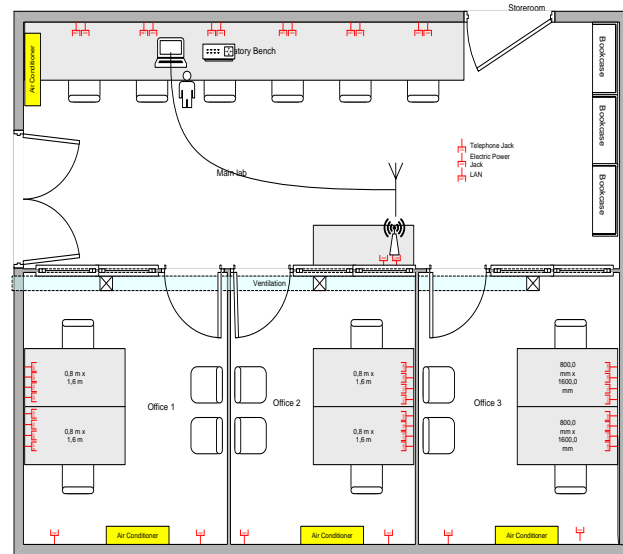 Storeroom
Air Conditioner
atory Bench
Bookcase
Bookcase
Bookcase
Telephone Jack
Electric Power
Jack
LAN
Main lab
Ventilation
0,8 m x
1,6 m
0,8 m x
1,6 m
800,0
mm x
1600,0
mm
Office 1
Office 2
Office 3
0,8 m x
1,6 m
0,8 m x
1,6 m
800,0
mm x
1600,0
mm
Air Conditioner
Air Conditioner
Air Conditioner